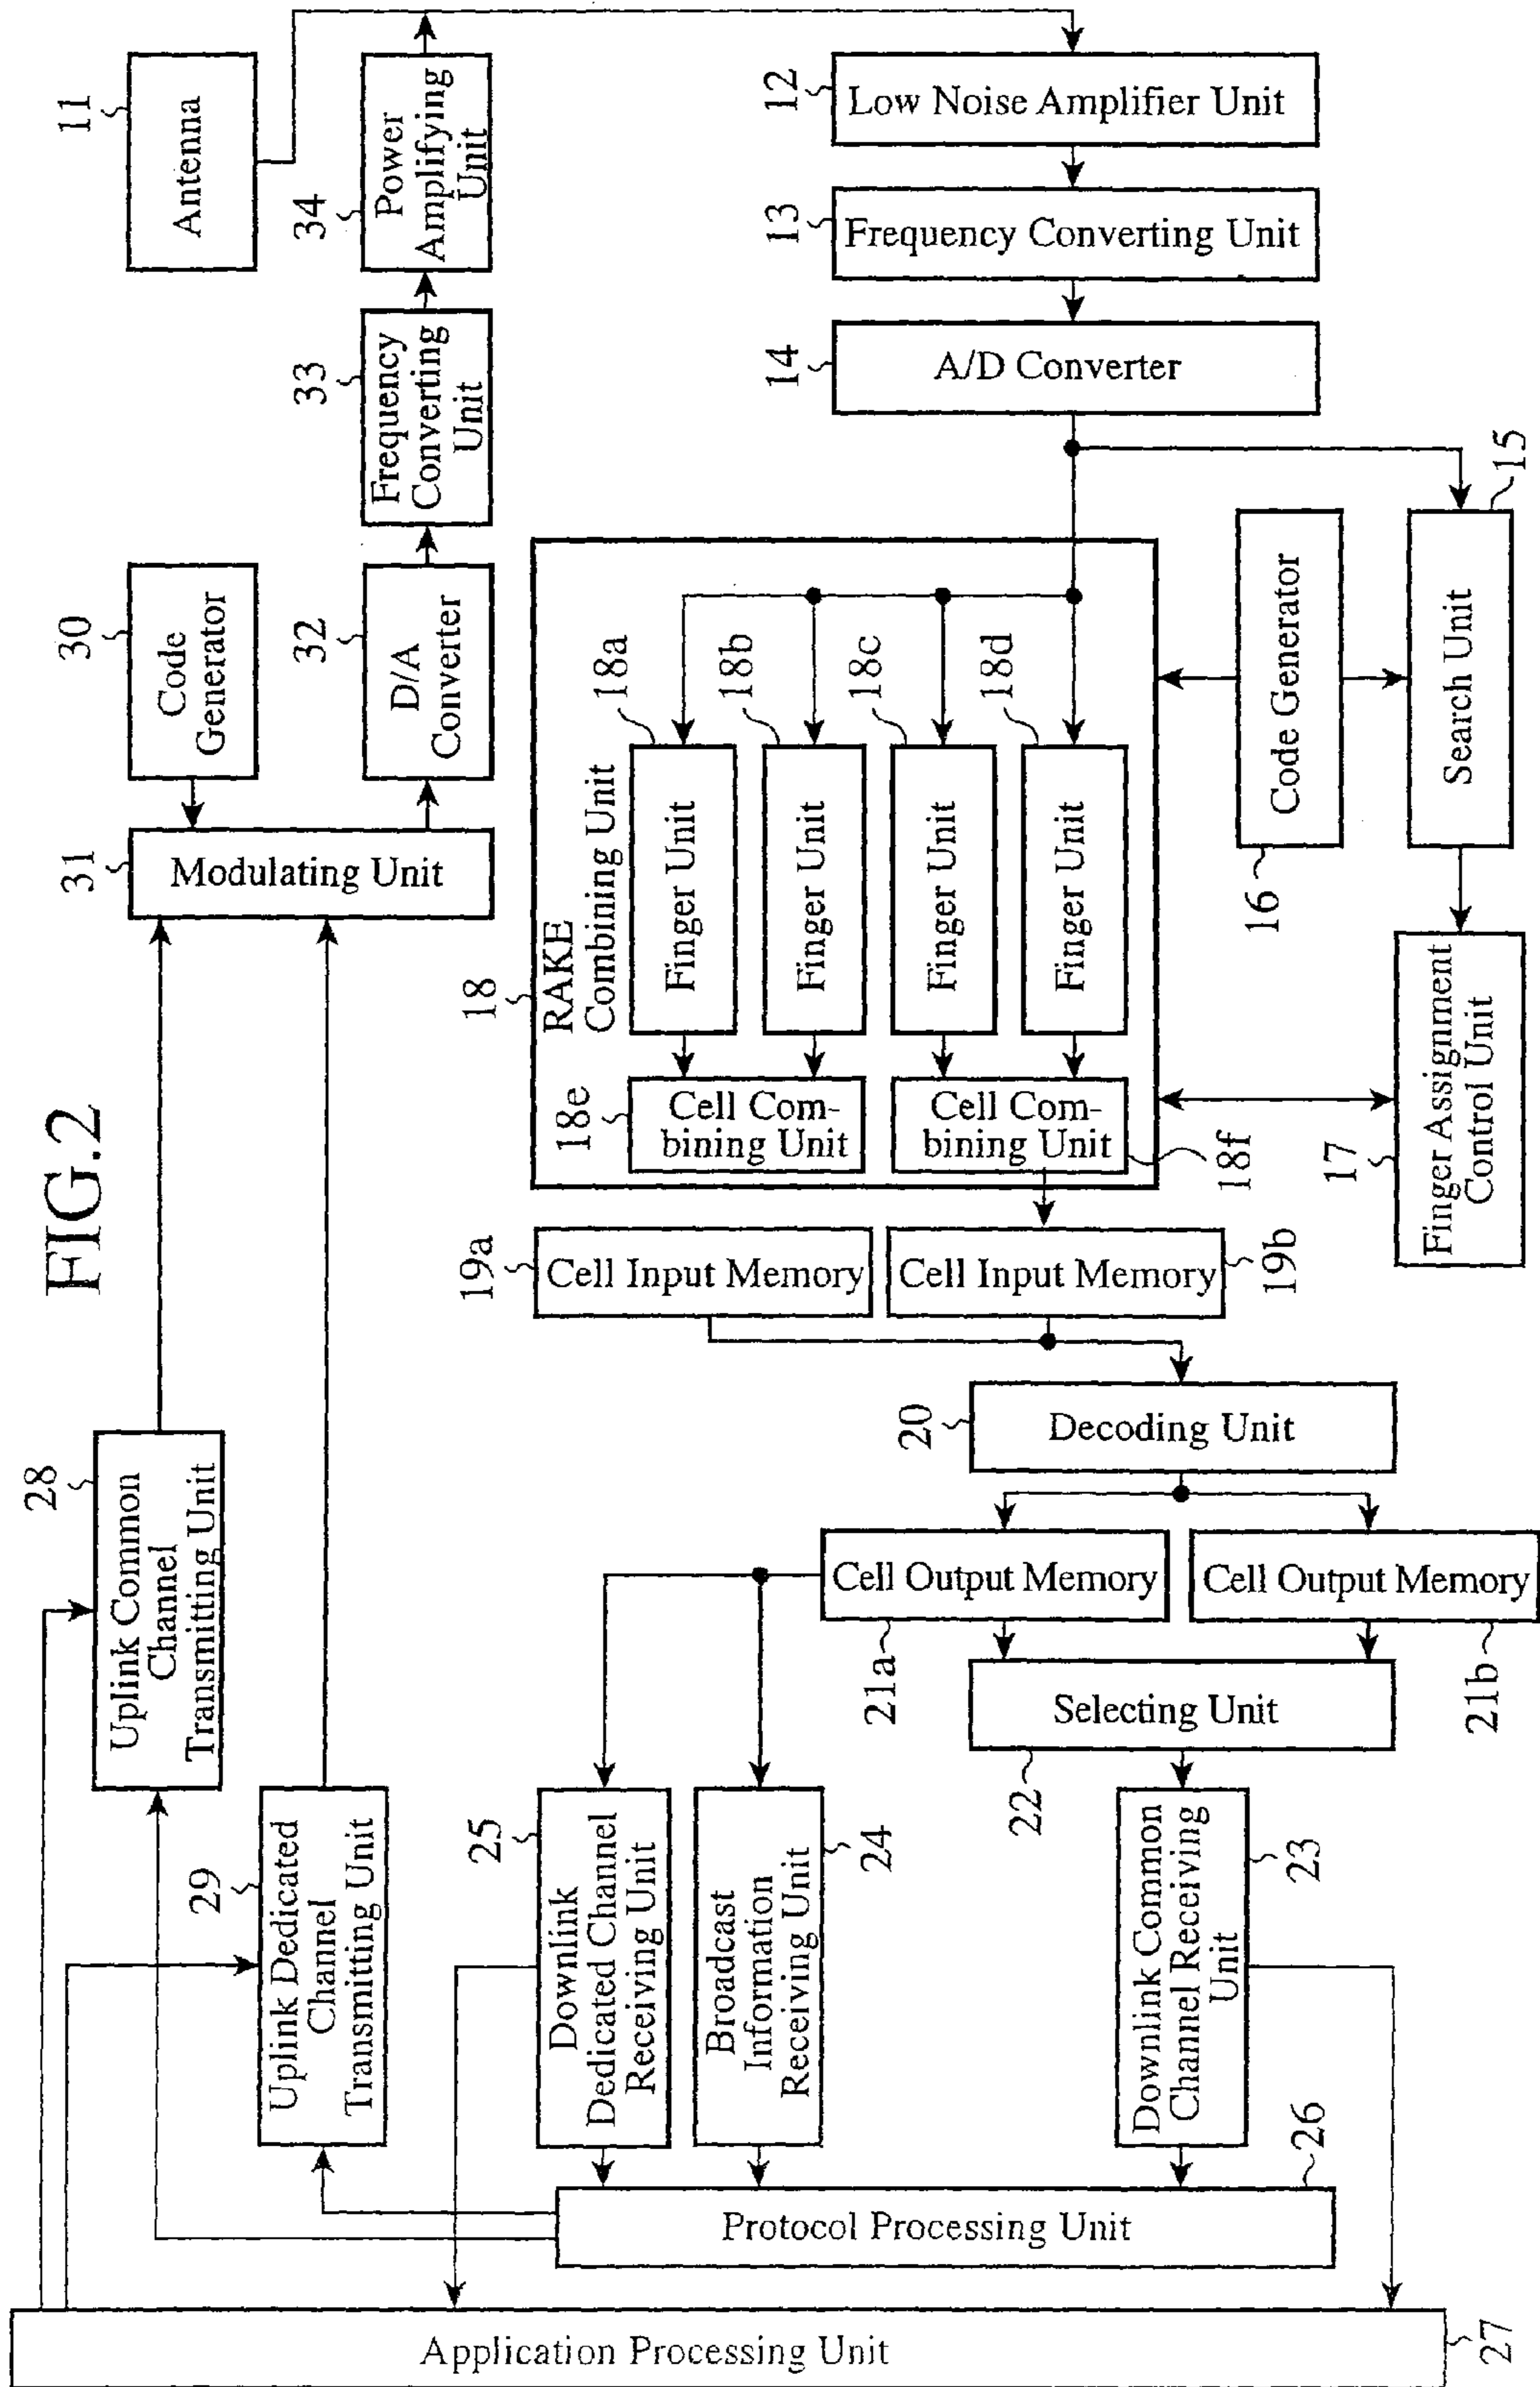 FIG.2
11
Antenna
34
Power
Amplifying
Unit
33
Frequency
Converting
Unit
30
Code
Generator
32
D/A
Converter
31
Modulating Unit
12
Low Noise Amplifier Unit
13
Frequency Converting Unit
14
A/D Converter
15
Search Unit
16
Code Generator
17
Finger Assignment
Control Unit
18
RAKE
Combining Unit
18a
Finger Unit
18b
Finger Unit
18c
Finger Unit
18d
Finger Unit
18e
Cell Com-
bining Unit
Cell Com-
bining Unit
18f
19a
Cell Input Memory
Cell Input Memory
19b
20
Decoding Unit
Cell Output Memory
21a
Cell Output Memory
21b
Selecting Unit
22
28
Uplink Common
Channel
Transmitting Unit
29
Uplink Dedicated
Channel
Transmitting Unit
25
Downlink
Dedicated Channel
Receiving Unit
Broadcast
Information
Receiving Unit
24
Downlink Common
Channel Receiving
Unit
23
26
Protocol Processing Unit
Application Processing Unit
27